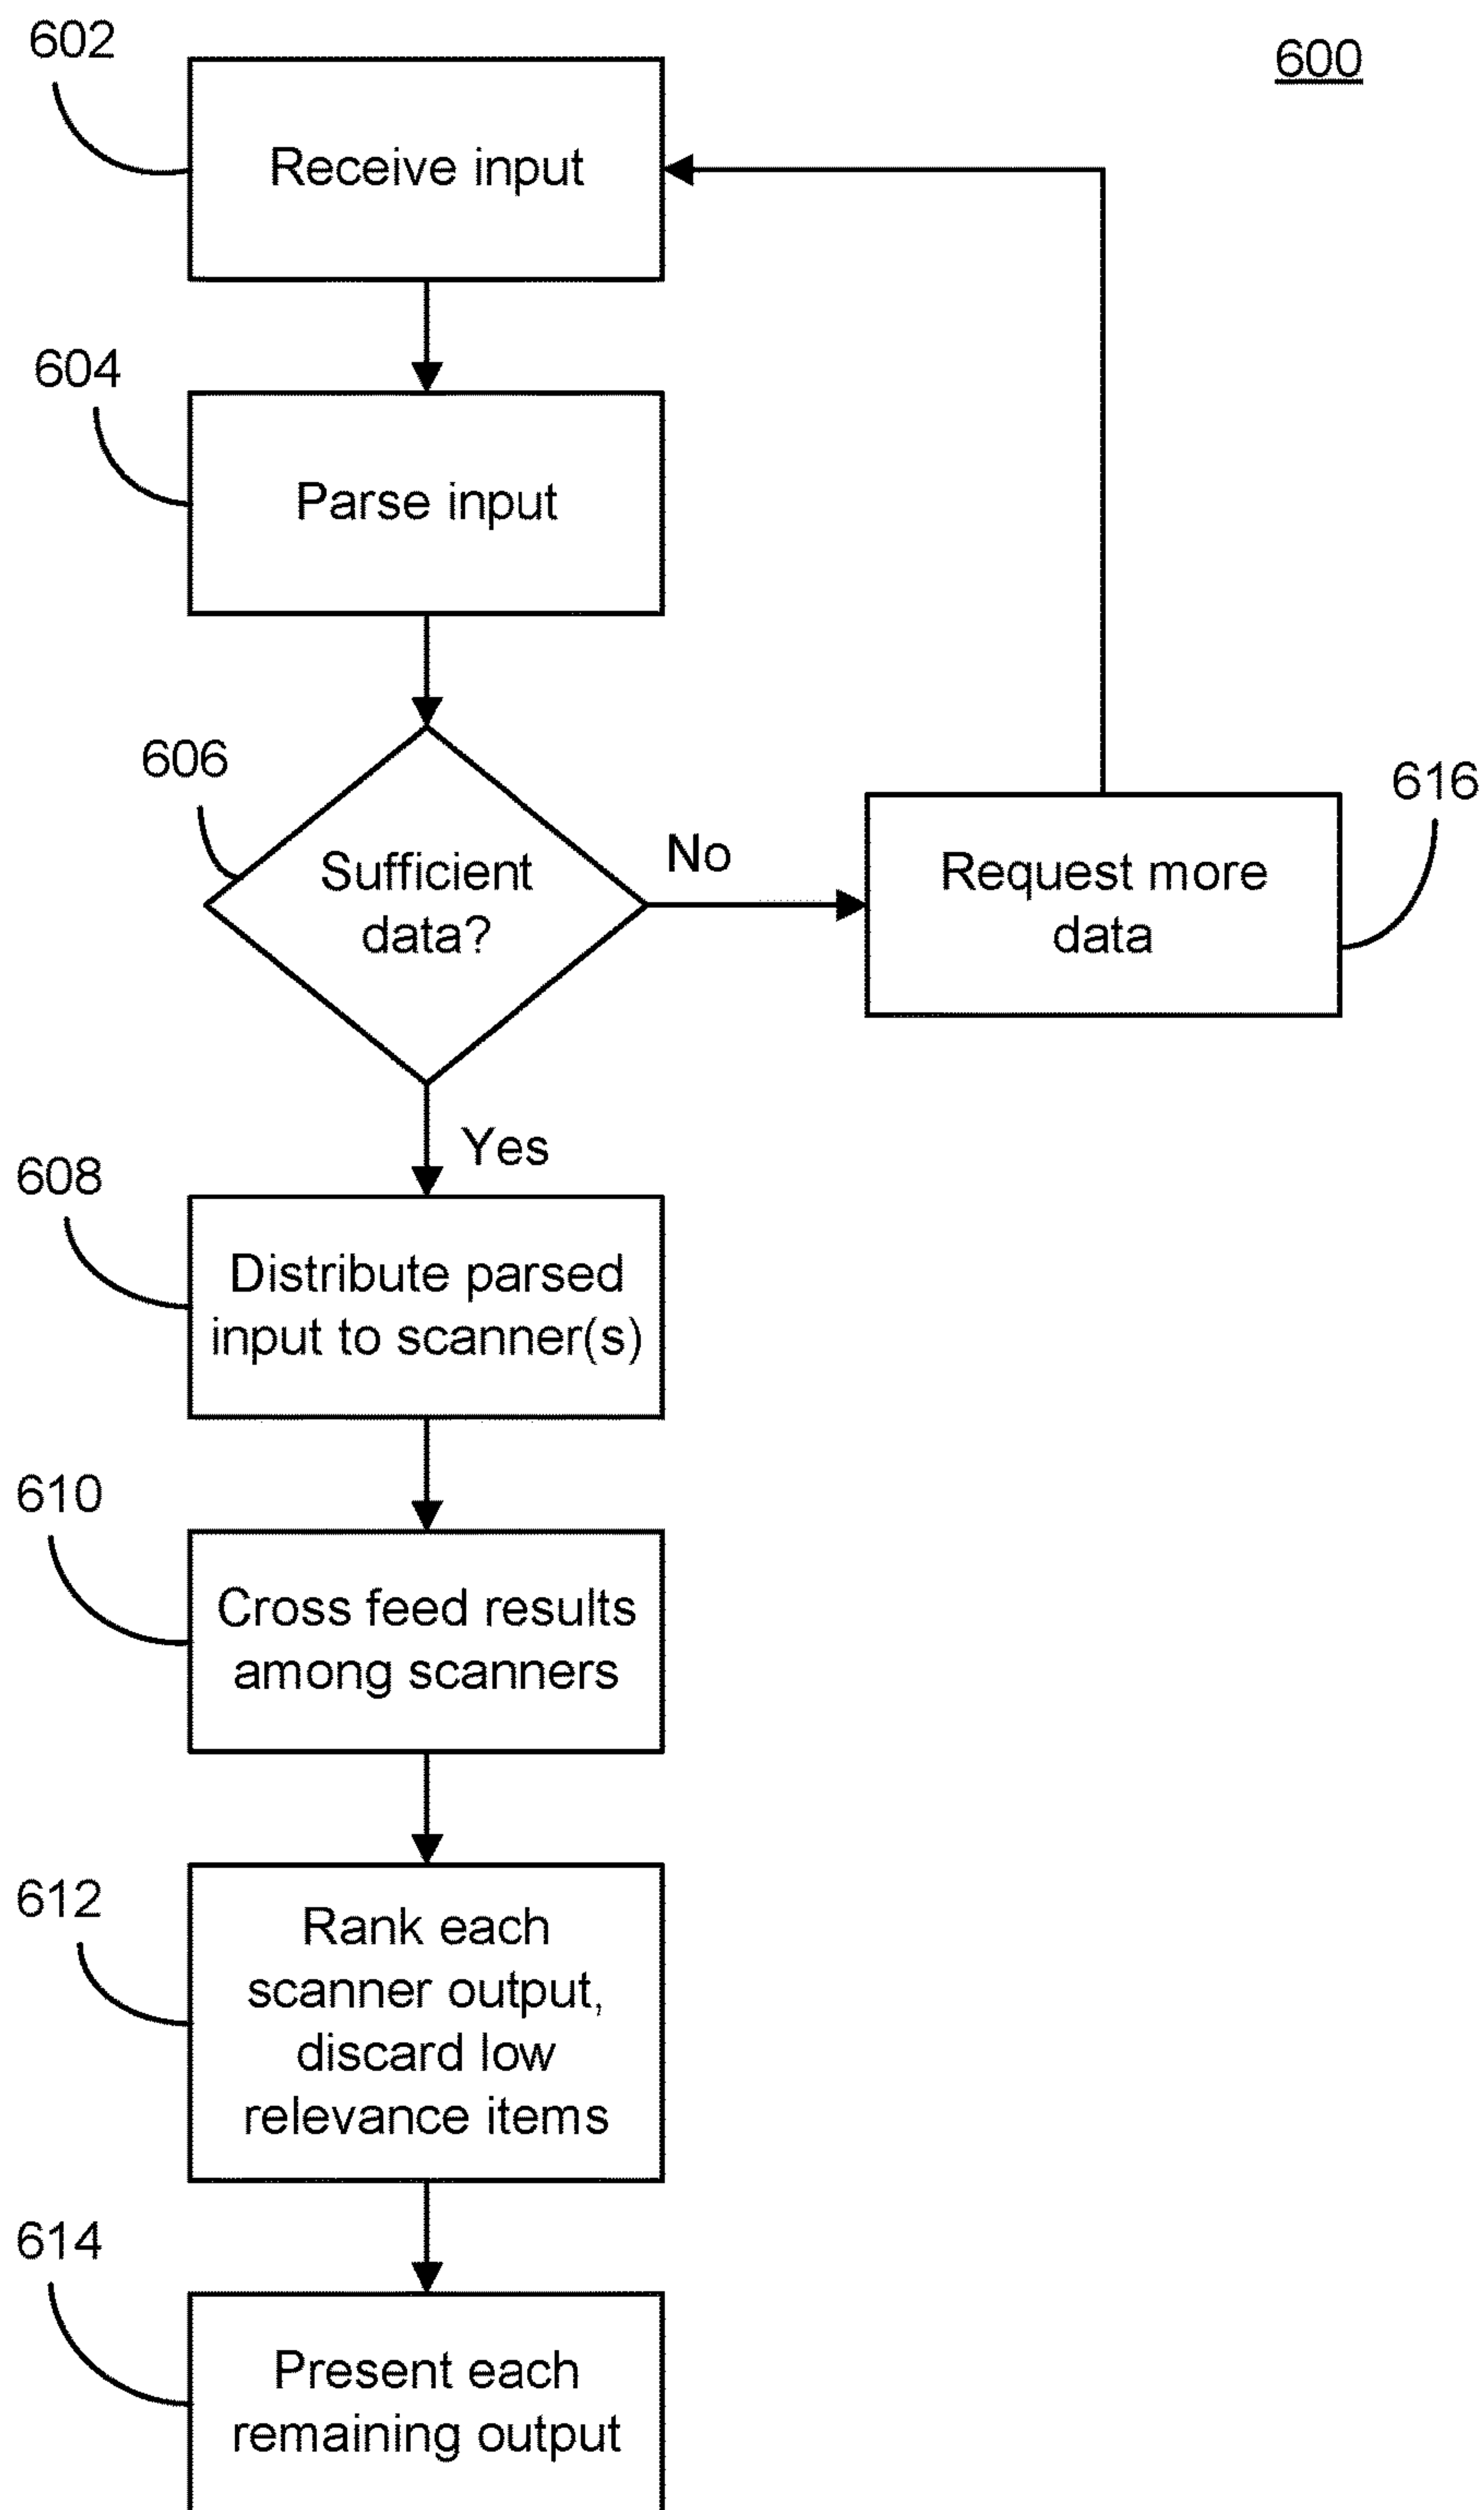 602
600
Receive input
604
Parse input
606
Sufficient
data?
No
Request more
data
616
Yes
608
Distribute parsed
input to scanner(s)
610
Cross feed results
among scanners
612
Rank each
scanner output,
discard low
relevance items
614
Present each
remaining output